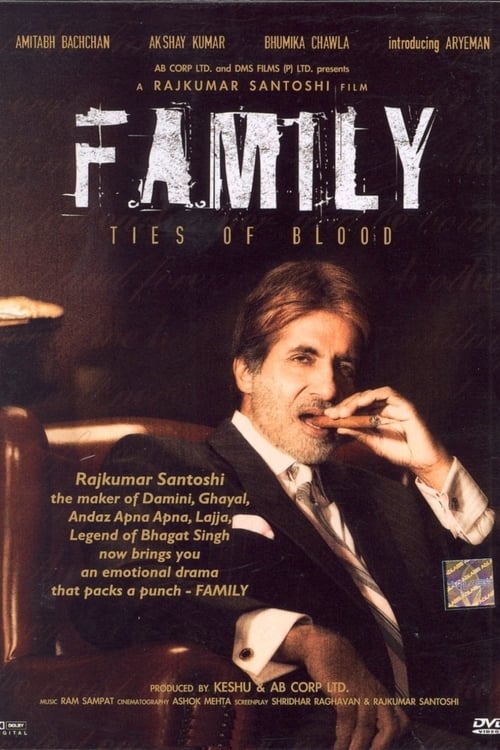 AMITABH BACHCHAN AKSHAY KUMAR BHUMIKA CHAWLA introducing ARYEMAN
AB CORP LTD. and DMS FILMS (P) LTD. presents
A RAJKUMAR SANTOSHI FILM
FAMILY
TIES OF BLOOD
Rajkumar Santoshi
the maker of Damini, Ghayal,
Andaz Apna Apna, Lajja,
Legend of Bhagat Singh
now brings you
an emotional drama
that packs a punch - FAMILY
PRODUCED BY KESHU & AB CORP LTD.
MUSIC RAM SAMPAT CINEMATOGRAPHY ASHOK MEHTA SCREENPLAY SHRIDHAR RAGHAVAN & RAJKUMAR SANTOSHI
DOLBY
DIGITAL
DVD
VIDEO